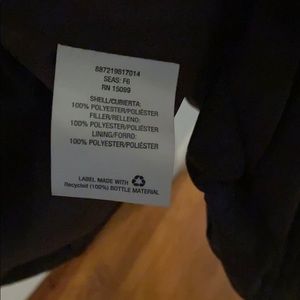 887219817014
SEAS: F6
RN 15099
SHELL/CUBIERTA:
100% POLYESTER/POLIÉSTER
FILLER/RELLENO:
100% POLYESTER/POLIÉSTER
LINING/FORRO:
100% POLYESTER/POLIÉSTER
LABEL MADE WITH
Recycled (100%) BOTTLE MATERIAL